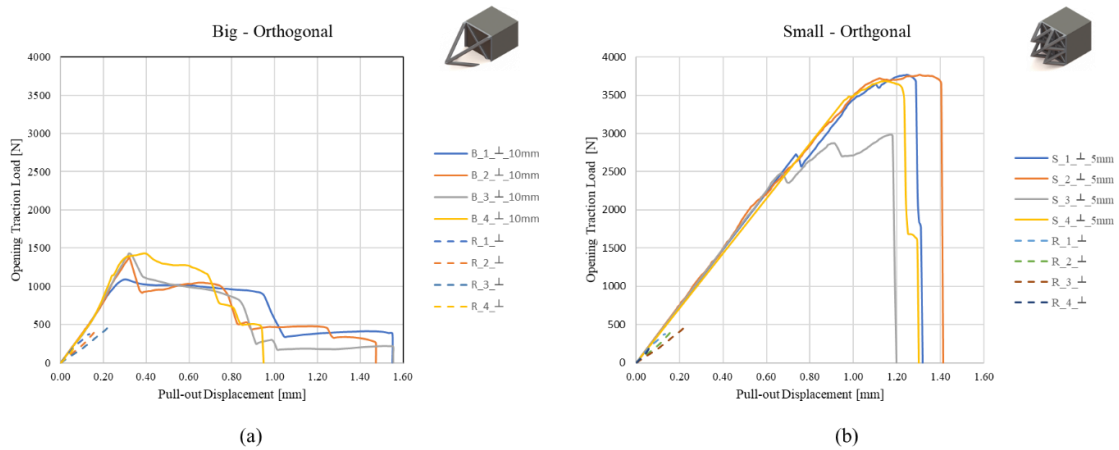 Big - Orthogonal
4000
3500
3000
2500
2000
1500
1000
500
0
Opening Traction Load [N]
0.00 0.20 0.40 0.60 0.80 1.00 1.20 1.40 1.60
Pull-out Displacement [mm]
B_1_⊥_10mm
B_2_⊥_10mm
B_3_⊥_10mm
B_4_⊥_10mm
R_1_⊥
R_2_⊥
R_3_⊥
R_4_⊥
(a)
Small - Orthgonal
4000
3500
3000
2500
2000
1500
1000
500
0
Opening Traction Load [N]
0.00 0.20 0.40 0.60 0.80 1.00 1.20 1.40 1.60
Pull-out Displacement [mm]
S_1_⊥_5mm
S_2_⊥_5mm
S_3_⊥_5mm
S_4_⊥_5mm
R_1_⊥
R_2_⊥
R_3_⊥
R_4_⊥
(b)